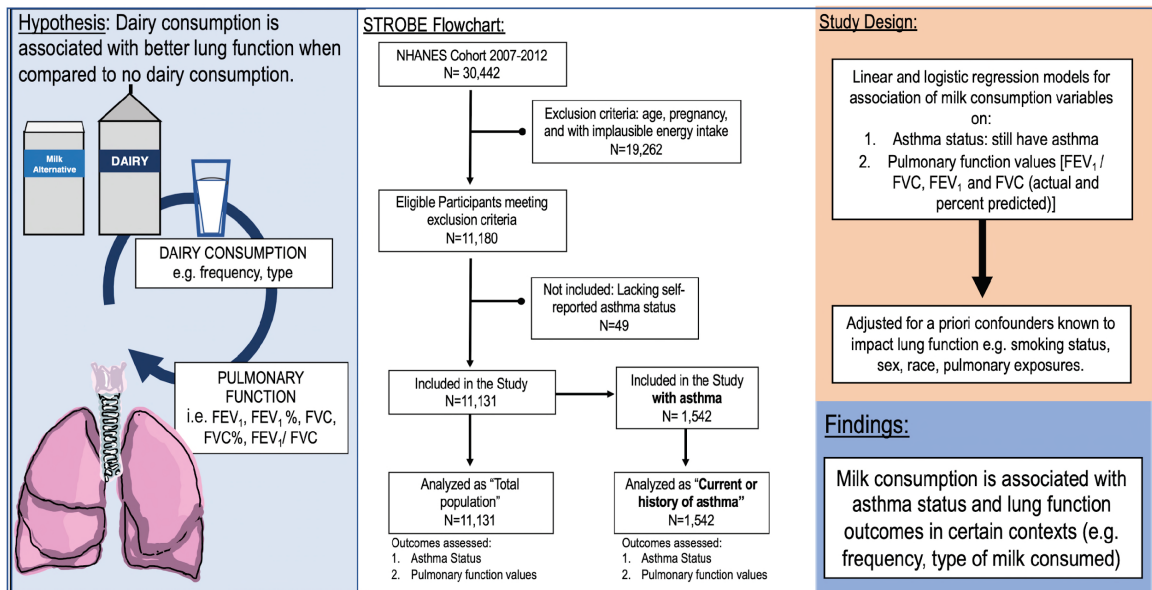 Hypothesis: Dairy consumption is
associated with better lung function when
compared to no dairy consumption.
Milk
Alternative
DAIRY
DAIRY CONSUMPTION
e.g. frequency, type
PULMONARY
FUNCTION
i.e. FEV₁, FEV₁ %, FVC,
FVC%, FEV₁/ FVC
STROBE Flowchart:
NHANES Cohort 2007-2012
N= 30,442
Exclusion criteria: age, pregnancy,
and with implausible energy intake
N=19,262
Eligible Participants meeting
exclusion criteria
N=11,180
Not included: Lacking self-
reported asthma status
N=49
Included in the Study
N=11,131
Included in the Study
with asthma
N= 1,542
Analyzed as “Total
population”
N=11,131
Analyzed as “Current or
history of asthma”
N=1,542
Outcomes assessed:
1. Asthma Status
2. Pulmonary function values
Outcomes assessed:
1. Asthma Status
2. Pulmonary function values
Study Design:
Linear and logistic regression models for
association of milk consumption variables
on:
1. Asthma status: still have asthma
2. Pulmonary function values [FEV₁ /
FVC, FEV₁ and FVC (actual and
percent predicted)]
Adjusted for a priori confounders known to
impact lung function e.g. smoking status,
sex, race, pulmonary exposures.
Findings:
Milk consumption is associated with
asthma status and lung function
outcomes in certain contexts (e.g.
frequency, type of milk consumed)